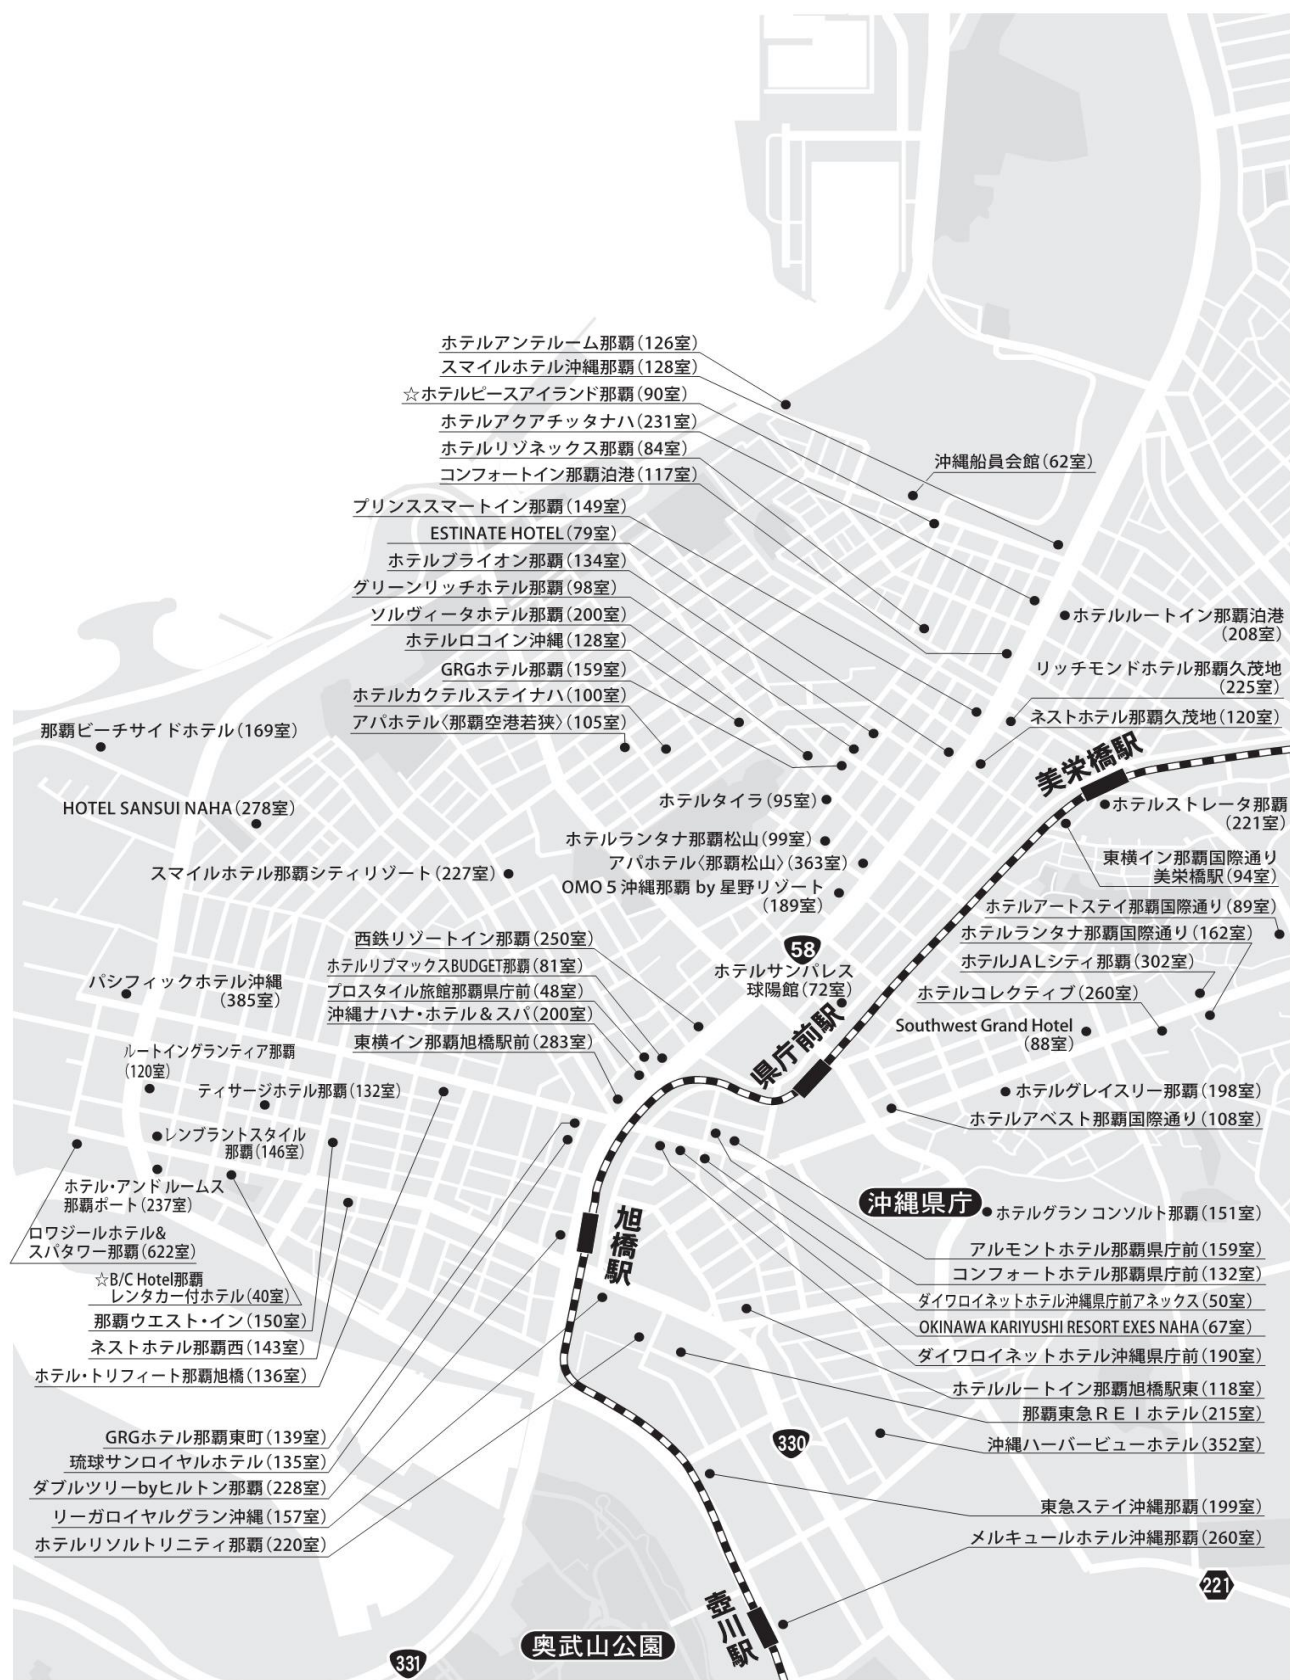 ホテルアンテルーム那覇(126室)
スマイルホテル沖縄那覇(128室)
☆ホテルピースアイランド那覇(90室)
ホテルアクアチッタナハ(231室)
ホテルリゾネックス那覇(84室)
コンフォートイン那覇泊港(117室)
沖縄船員会館(62室)
プリンススマートイン那覇(149室)
ESTINATE HOTEL(79室)
ホテルブライオン那覇(134室)
グリーンリッチホテル那覇(98室)
ソルヴィータホテル那覇(200室)
ホテルロコイン沖縄(128室)
GRGホテル那覇(159室)
ホテルカクテルステイナハ(100室)
アパホテル〈那覇空港若狭〉(105室)
ホテルルートイン那覇泊港
(208室)
リッチモンドホテル那覇久茂地
(225室)
ネストホテル那覇久茂地(120室)
那覇ビーチサイドホテル(169室)
美栄橋駅
HOTEL SANSUI NAHA(278室)
ホテルタイラ(95室)
ホテルストレータ那覇
(221室)
ホテルランタナ那覇松山(99室)
アパホテル〈那覇松山〉(363室)
スマイルホテル那覇シティリゾート(227室)
OMO5沖縄那覇 by 星野リゾート
(189室)
東横イン那覇国際通り
美栄橋駅(94室)
ホテルアートステイ那覇国際通り(89室)
ホテルランタナ那覇国際通り(162室)
ホテルJALシティ那覇(302室)
ホテルコレクティブ(260室)
Southwest Grand Hotel
(88室)
58
西鉄リゾートイン那覇(250室)
ホテルリブマックスBUDGET那覇(81室)
プロスタイル旅館那覇県庁前(48室)
沖縄ナハナ・ホテル&スパ(200室)
東横イン那覇旭橋駅前(283室)
ホテルサンパレス
球陽館(72室)
県庁前駅
パシフィックホテル沖縄
(385室)
ルートイングランティア那覇
(120室)
ティサージホテル那覇(132室)
ホテルグレイスリー那覇(198室)
ホテルアベスト那覇国際通り(108室)
レンブラントスタイル
那覇(146室)
ホテル・アンド ルームス
那覇ポート(237室)
ロワジールホテル&
スパタワー那覇(622室)
☆B/C Hotel那覇
レンタカー付ホテル(40室)
那覇ウエスト・イン(150室)
ネストホテル那覇西(143室)
ホテル・トリフィート那覇旭橋(136室)
旭橋駅
沖縄県庁
ホテルグラン コンソルト那覇(151室)
アルモントホテル那覇県庁前(159室)
コンフォートホテル那覇県庁前(132室)
ダイワロイネットホテル沖縄県庁前アネックス(50室)
OKINAWA KARIYUSHI RESORT EXES NAHA(67室)
ダイワロイネットホテル沖縄県庁前(190室)
ホテルルートイン那覇旭橋駅東(118室)
那覇東急REIホテル(215室)
沖縄ハーバービューホテル(352室)
330
GRGホテル那覇東町(139室)
琉球サンロイヤルホテル(135室)
ダブルツリーbyヒルトン那覇(228室)
リーガロイヤルグラン沖縄(157室)
ホテルリソルトリニティ那覇(220室)
東急ステイ沖縄那覇(199室)
メルキュールホテル沖縄那覇(260室)
221
壺川駅
奥武山公園
331